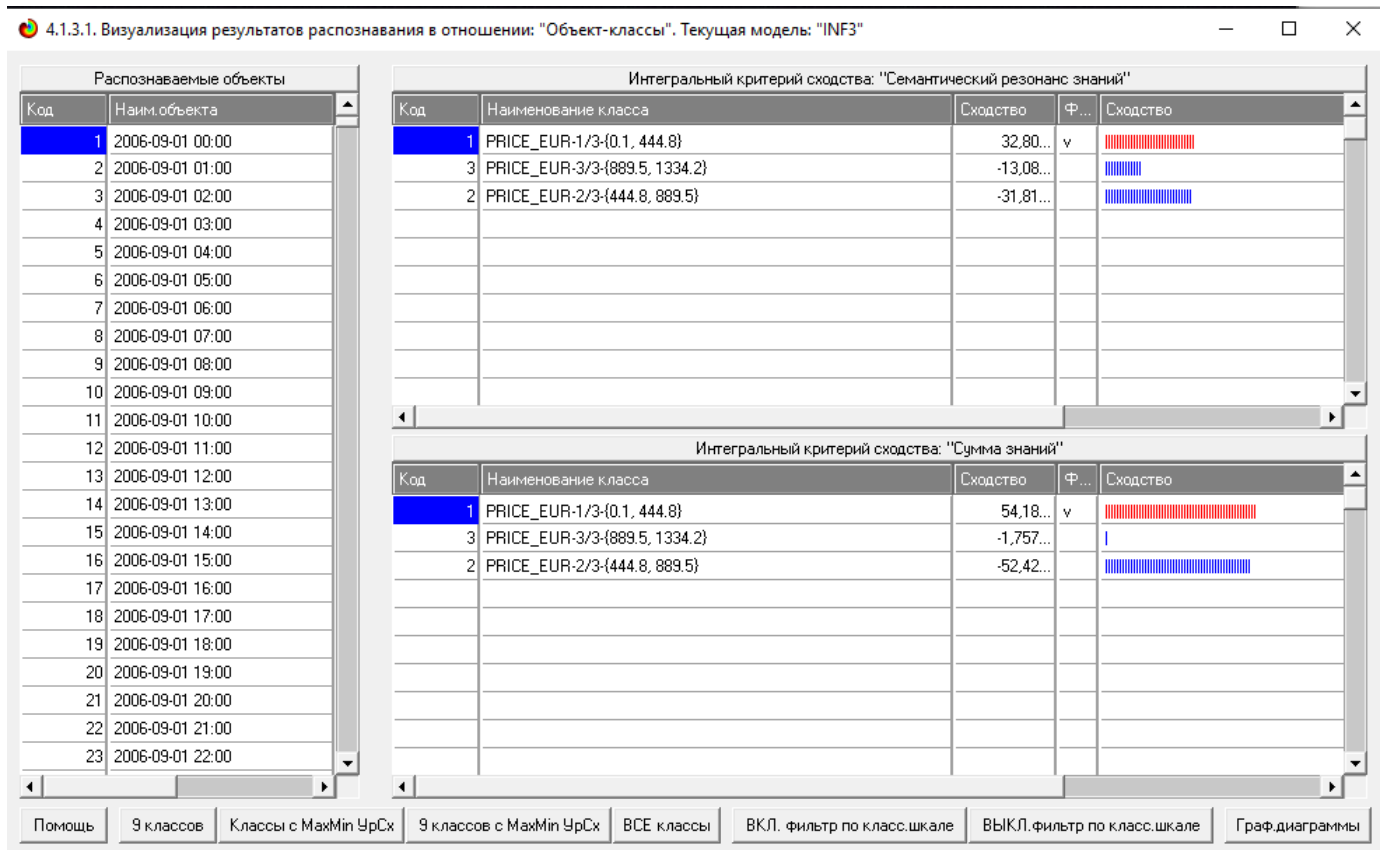 4.1.3.1. Визуализация результатов распознавания в отношении: "Объект-классы". Текущая модель: "INF3"
Распознаваемые объекты
Код Наим.объекта
1 2006-09-01 00:00
2 2006-09-01 01:00
3 2006-09-01 02:00
4 2006-09-01 03:00
5 2006-09-01 04:00
6 2006-09-01 05:00
7 2006-09-01 06:00
8 2006-09-01 07:00
9 2006-09-01 08:00
10 2006-09-01 09:00
11 2006-09-01 10:00
12 2006-09-01 11:00
13 2006-09-01 12:00
14 2006-09-01 13:00
15 2006-09-01 14:00
16 2006-09-01 15:00
17 2006-09-01 16:00
18 2006-09-01 17:00
19 2006-09-01 18:00
20 2006-09-01 19:00
21 2006-09-01 20:00
22 2006-09-01 21:00
23 2006-09-01 22:00
Интегральный критерий сходства: "Семантический резонанс знаний"
Код Наименование класса Сходство Ф... Сходство
1 PRICE_EUR-1/3-{0.1, 444.8} 32,80... v
3 PRICE_EUR-3/3-{889.5, 1334.2} -13,08...
2 PRICE_EUR-2/3-{444.8, 889.5} -31,81...
Интегральный критерий сходства: "Сумма знаний"
Код Наименование класса Сходство Ф... Сходство
1 PRICE_EUR-1/3-{0.1, 444.8} 54,18... v
3 PRICE_EUR-3/3-{889.5, 1334.2} -1,757...
2 PRICE_EUR-2/3-{444.8, 889.5} -52,42...
Помощь 9 классов Классы с MaxMin УрСх 9 классов с MaxMin УрСх ВСЕ классы ВКЛ. фильтр по класс.шкале ВЫКЛ.фильтр по класс.шкале Граф.диаграммы